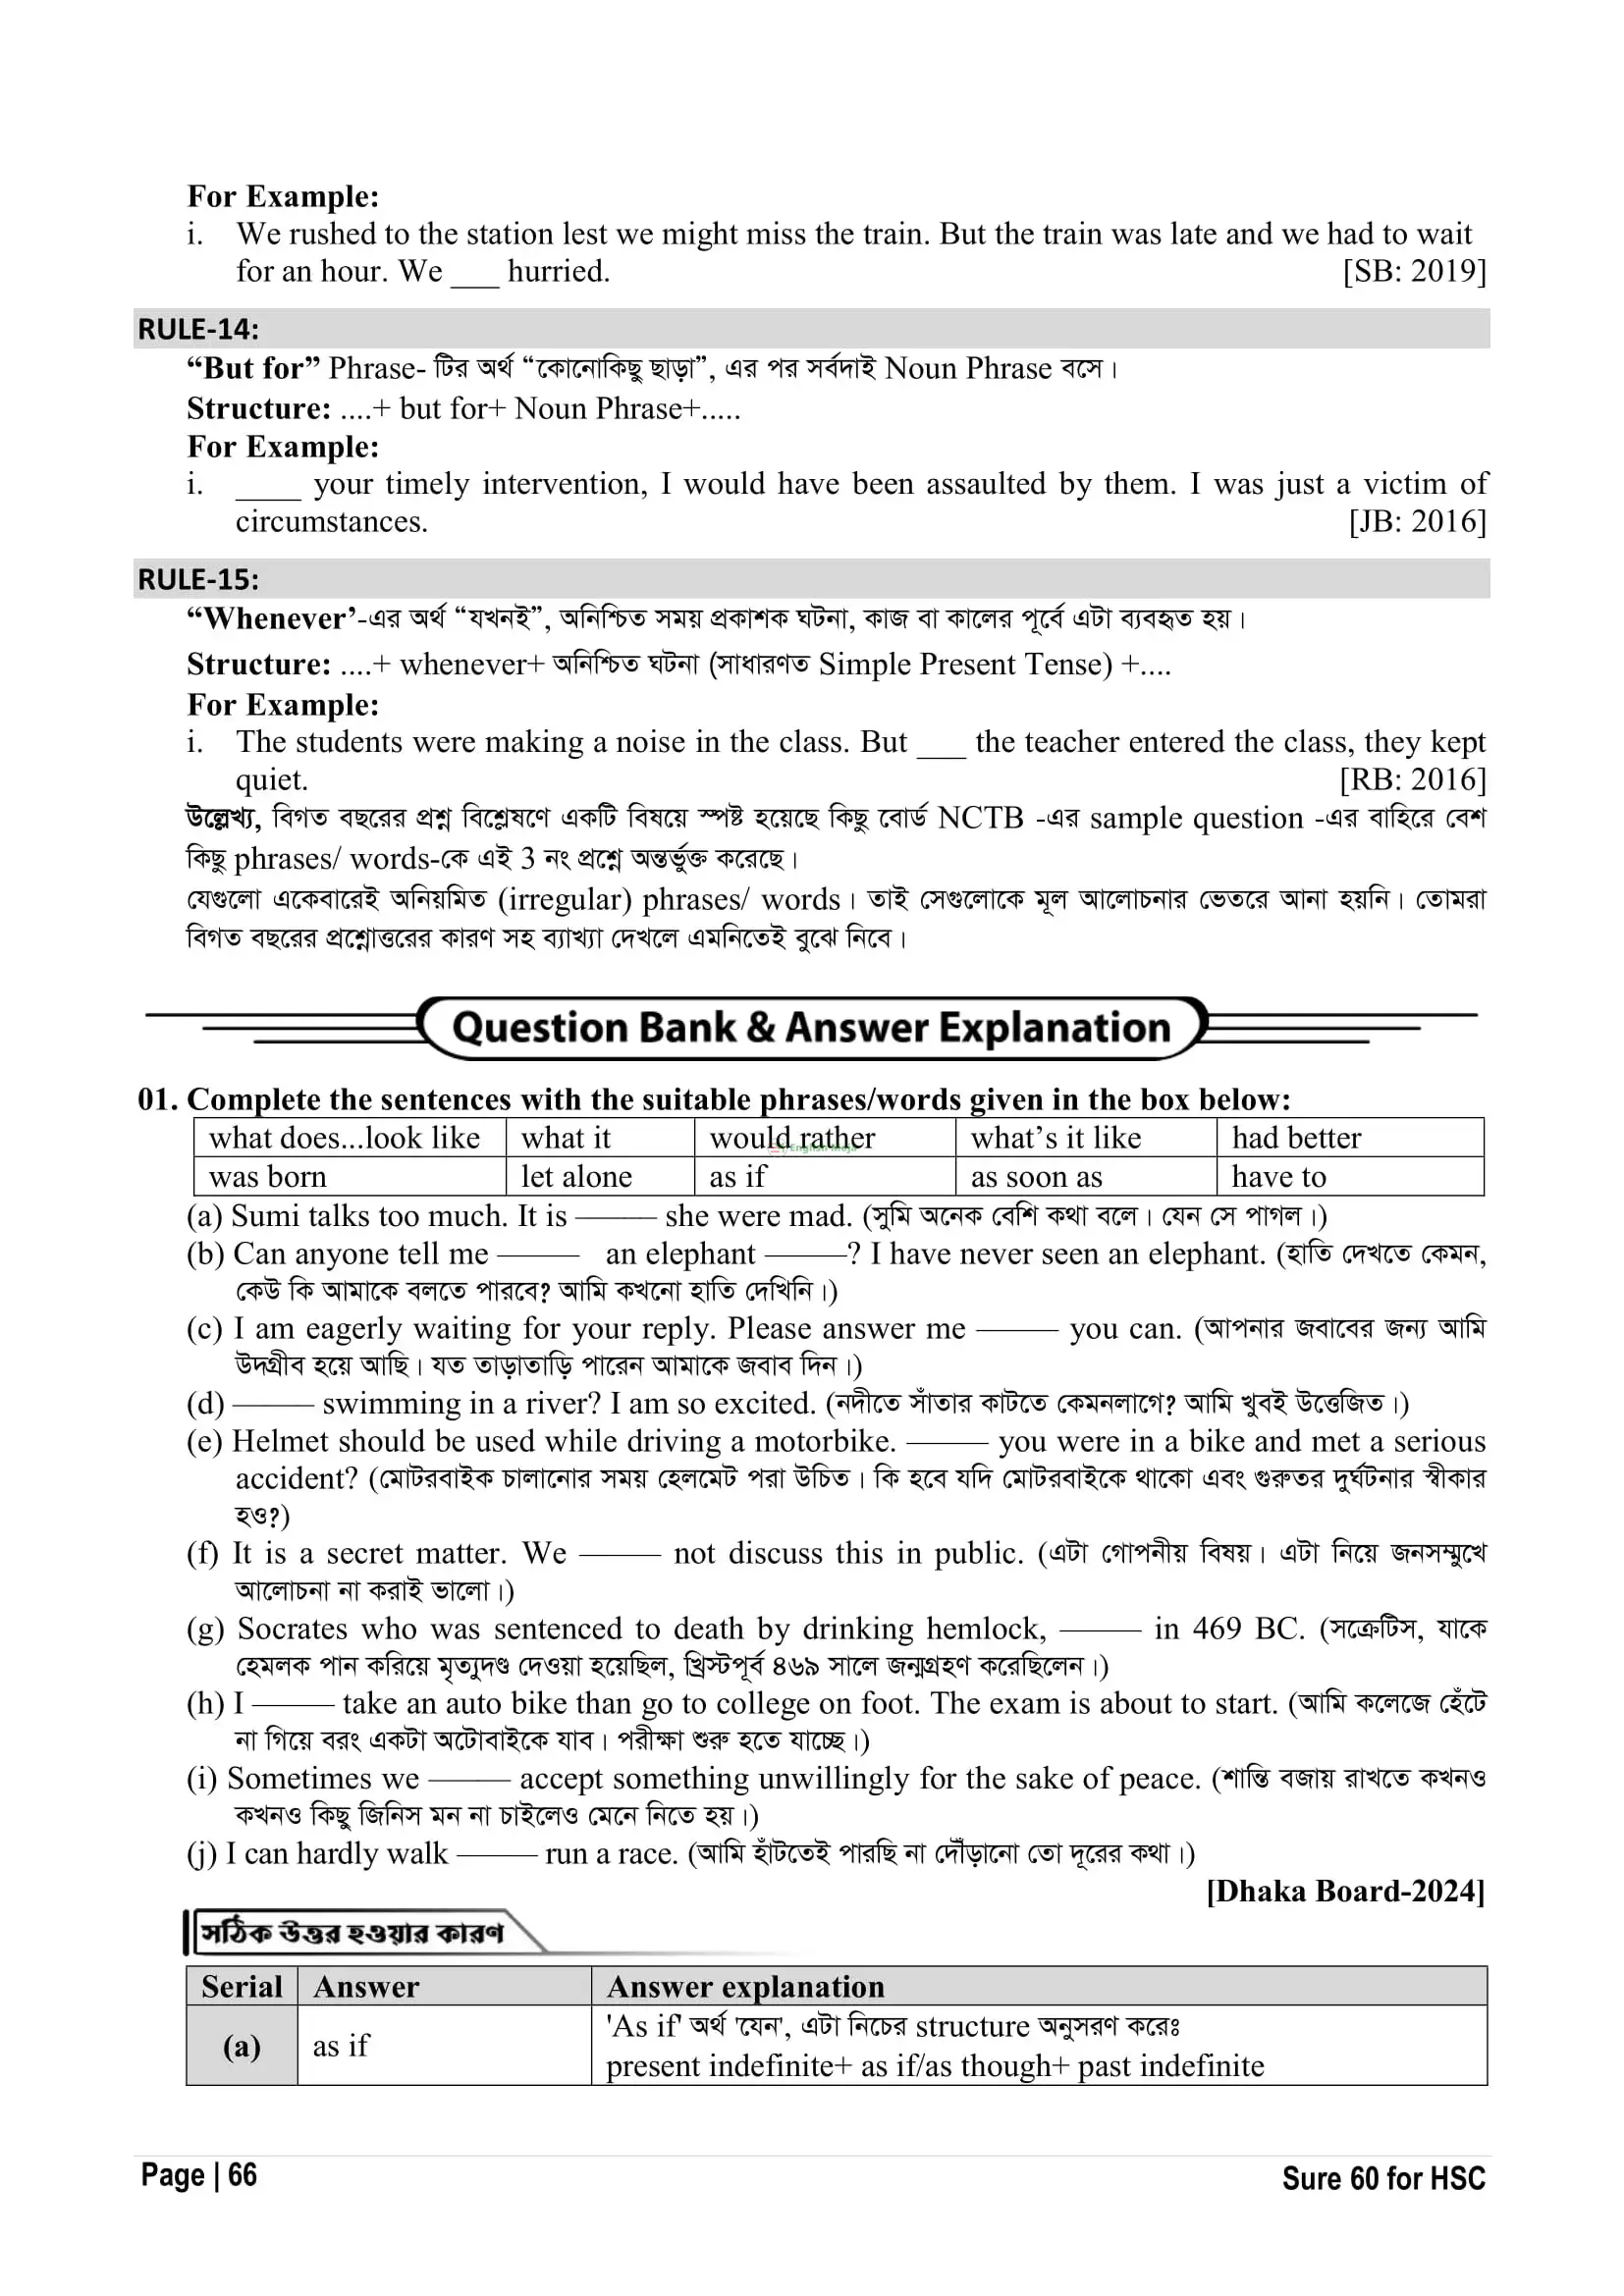 For Example:
i. We rushed to the station lest we might miss the train. But the train was late and we had to wait
for an hour. We ___ hurried. [SB: 2019]
RULE-14:
“But for” Phrase- টির অর্থ “কোনোকিছু ছাড়া”, এর পর সর্বদাই Noun Phrase বসে।
Structure: ....+ but for+ Noun Phrase+.....
For Example:
i. ____ your timely intervention, I would have been assaulted by them. I was just a victim of
circumstances. [JB: 2016]
RULE-15:
“Whenever’-এর অর্থ “যখনই”, অনিশ্চিত সময় প্রকাশক ঘটনা, কাজ বা কালের পূর্বে এটা ব্যবহৃত হয়।
Structure: ....+ whenever+ অনিশ্চিত ঘটনা (সাধারণত Simple Present Tense) +....
For Example:
i. The students were making a noise in the class. But ___ the teacher entered the class, they kept
quiet. [RB: 2016]
উল্লেখ্য, বিগত বছরের প্রশ্ন বিশ্লেষণে একটি বিষয়ে স্পষ্ট হয়েছে কিছু বোর্ড NCTB -এর sample question -এর বাহিরে বেশ
কিছু phrases/ words-কে এই 3 নং প্রশ্নে অন্তর্ভুক্ত করেছে।
যেগুলো একেবারেই অনিয়মিত (irregular) phrases/ words। তাই সেগুলোকে মূল আলোচনার ভেতরে আনা হয়নি। তোমরা
বিগত বছরের প্রশ্নোত্তরের কারণ সহ ব্যাখ্যা দেখলে এমনিতেই বুঝে নিবে।
Question Bank & Answer Explanation
01. Complete the sentences with the suitable phrases/words given in the box below:
what does...look like what it would rather what’s it like had better
was born let alone as if as soon as have to
(a) Sumi talks too much. It is ——— she were mad. (সুমি অনেক বেশি কথা বলে। যেন সে পাগল।)
(b) Can anyone tell me ——— an elephant ———? I have never seen an elephant. (হাতি দেখতে কেমন,
কেউ কি আমাকে বলতে পারবে? আমি কখনো হাতি দেখিনি।)
(c) I am eagerly waiting for your reply. Please answer me ——— you can. (আপনার জবাবের জন্য আমি
উদগ্রীব হয়ে আছি। যত তাড়াতাড়ি পারেন আমাকে জবাব দিন।)
(d) ——— swimming in a river? I am so excited. (নদীতে সাঁতার কাটতে কেমনলাগে? আমি খুবই উত্তেজিত।)
(e) Helmet should be used while driving a motorbike. ——— you were in a bike and met a serious
accident? (মোটরবাইক চালানোর সময় হেলমেট পরা উচিত। কি হবে যদি মোটরবাইকে থাকো এবং গুরুতর দুর্ঘটনার স্বীকার
হও?)
(f) It is a secret matter. We ——— not discuss this in public. (এটা গোপনীয় বিষয়। এটা নিয়ে জনসম্মুখে
আলোচনা না করাই ভালো।)
(g) Socrates who was sentenced to death by drinking hemlock, ——— in 469 BC. (সক্রেটিস, যাকে
হেমলক পান করিয়ে মৃত্যুদণ্ড দেওয়া হয়েছিল, খ্রিস্টপূর্ব ৪৬৯ সালে জন্মগ্রহণ করেছিলেন।)
(h) I ——— take an auto bike than go to college on foot. The exam is about to start. (আমি কলেজে হেঁটে
না গিয়ে বরং একটা অটোবাইকে যাব। পরীক্ষা শুরু হতে যাচ্ছে।)
(i) Sometimes we ——— accept something unwillingly for the sake of peace. (শান্তি বজায় রাখতে কখনও
কখনও কিছু জিনিস মন না চাইলেও মেনে নিতে হয়।)
(j) I can hardly walk ——— run a race. (আমি হাঁটতেই পারছি না দৌঁড়ানো তো দূরের কথা।)
[Dhaka Board-2024]
সঠিক উত্তর হওয়ার কারণ
Serial Answer Answer explanation
(a) as if 'As if' অর্থ 'যেন', এটা নিচের structure অনুসরণ করেঃ
present indefinite+ as if/as though+ past indefinite
Page | 66 Sure 60 for HSC